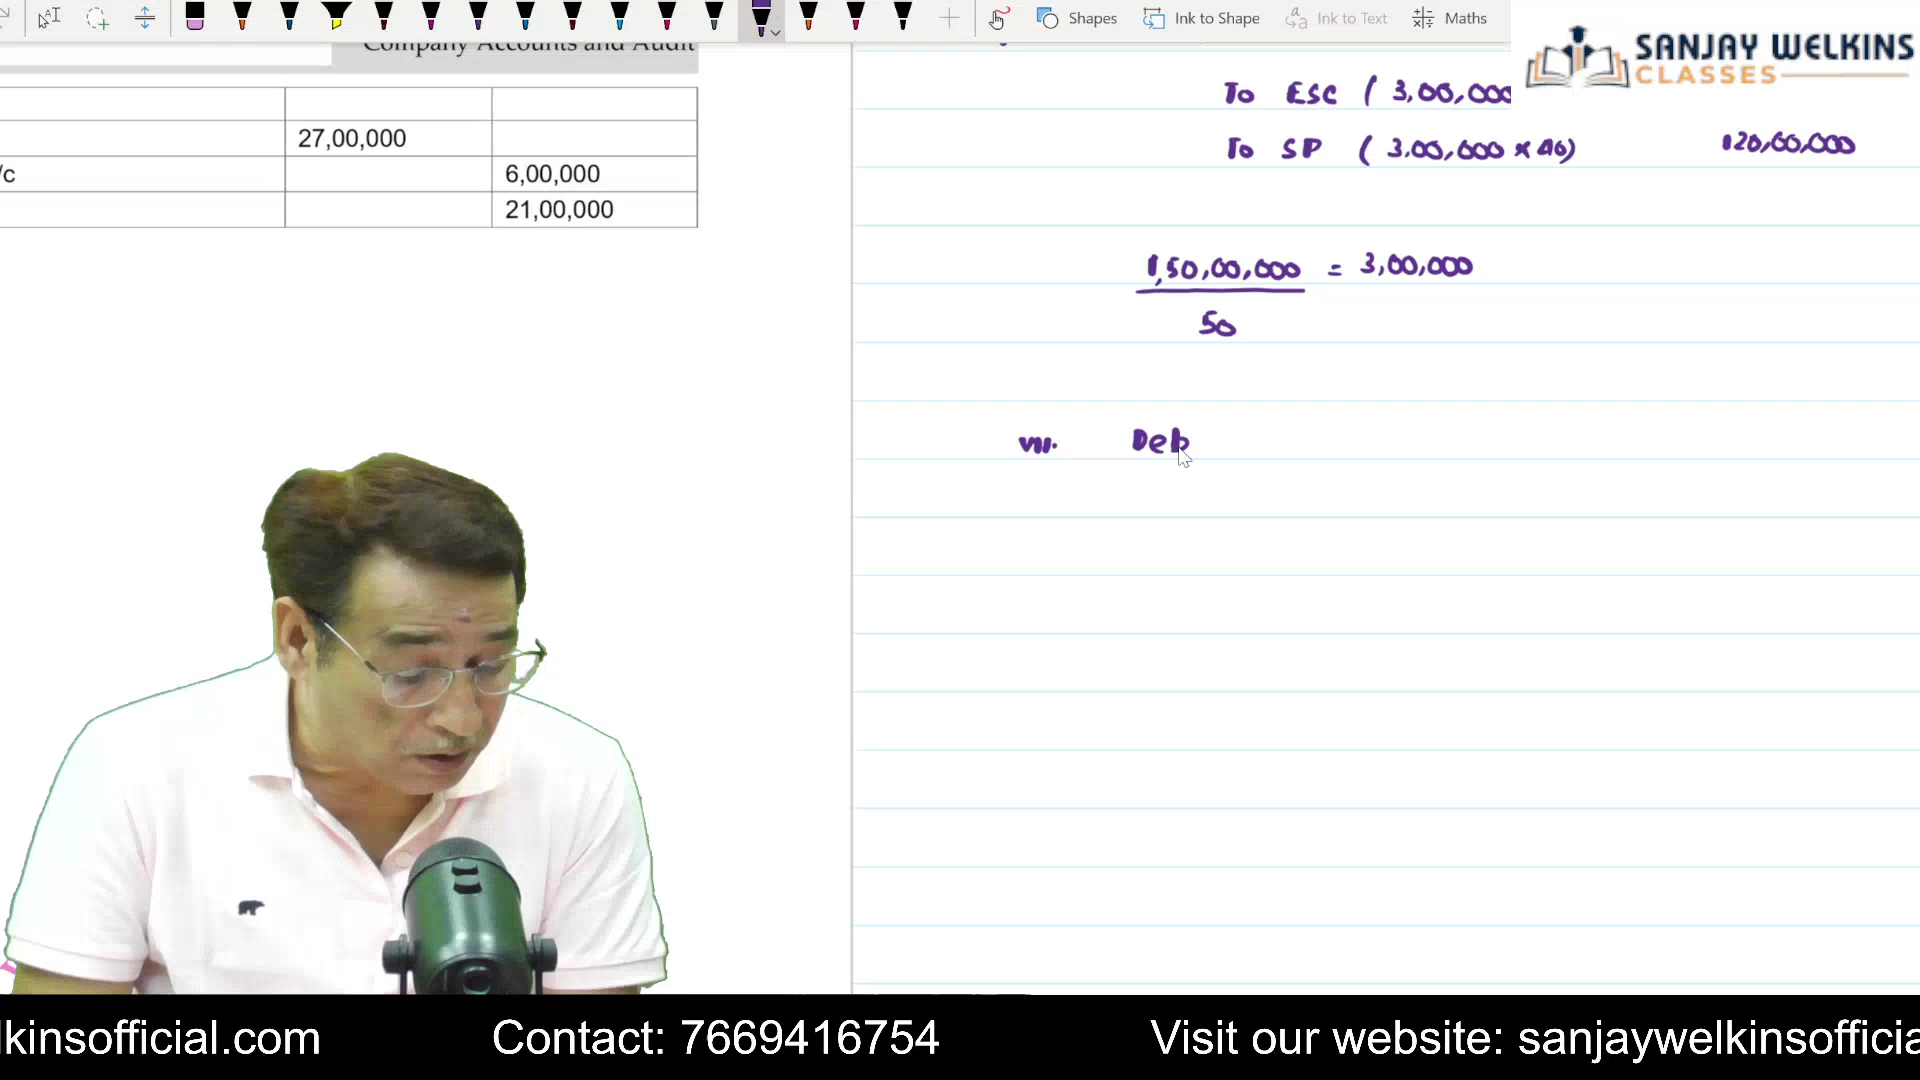 Shapes
Ink to Shape
Ink to Text
Maths
SANJAY WELKINS
CLASSES
Company Accounts and Audit
27,00,000
/c
6,00,000
21,00,000
To ESC ( 3,00,000
To SP ( 3,00,000 × 40) 120,00,000
1,50,00,000 = 3,00,000
50
VII. Deb
lkinsofficial.com
Contact: 7669416754
Visit our website: sanjaywelkinsofficia